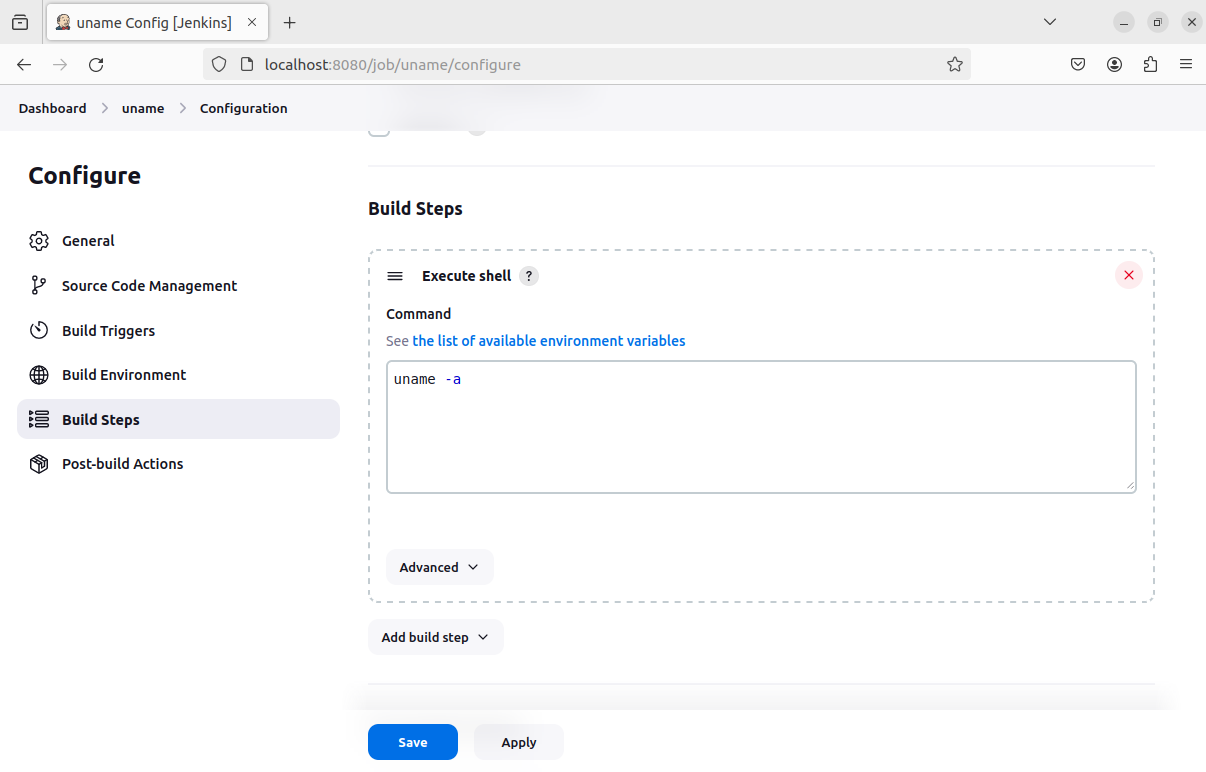 uname Config [Jenkins]
localhost:8080/job/uname/configure
Dashboard > uname > Configuration
Configure
General
Source Code Management
Build Triggers
Build Environment
Build Steps
Post-build Actions
Build Steps
Execute shell ?
Command
See the list of available environment variables
uname -a
Advanced
Add build step
Save Apply